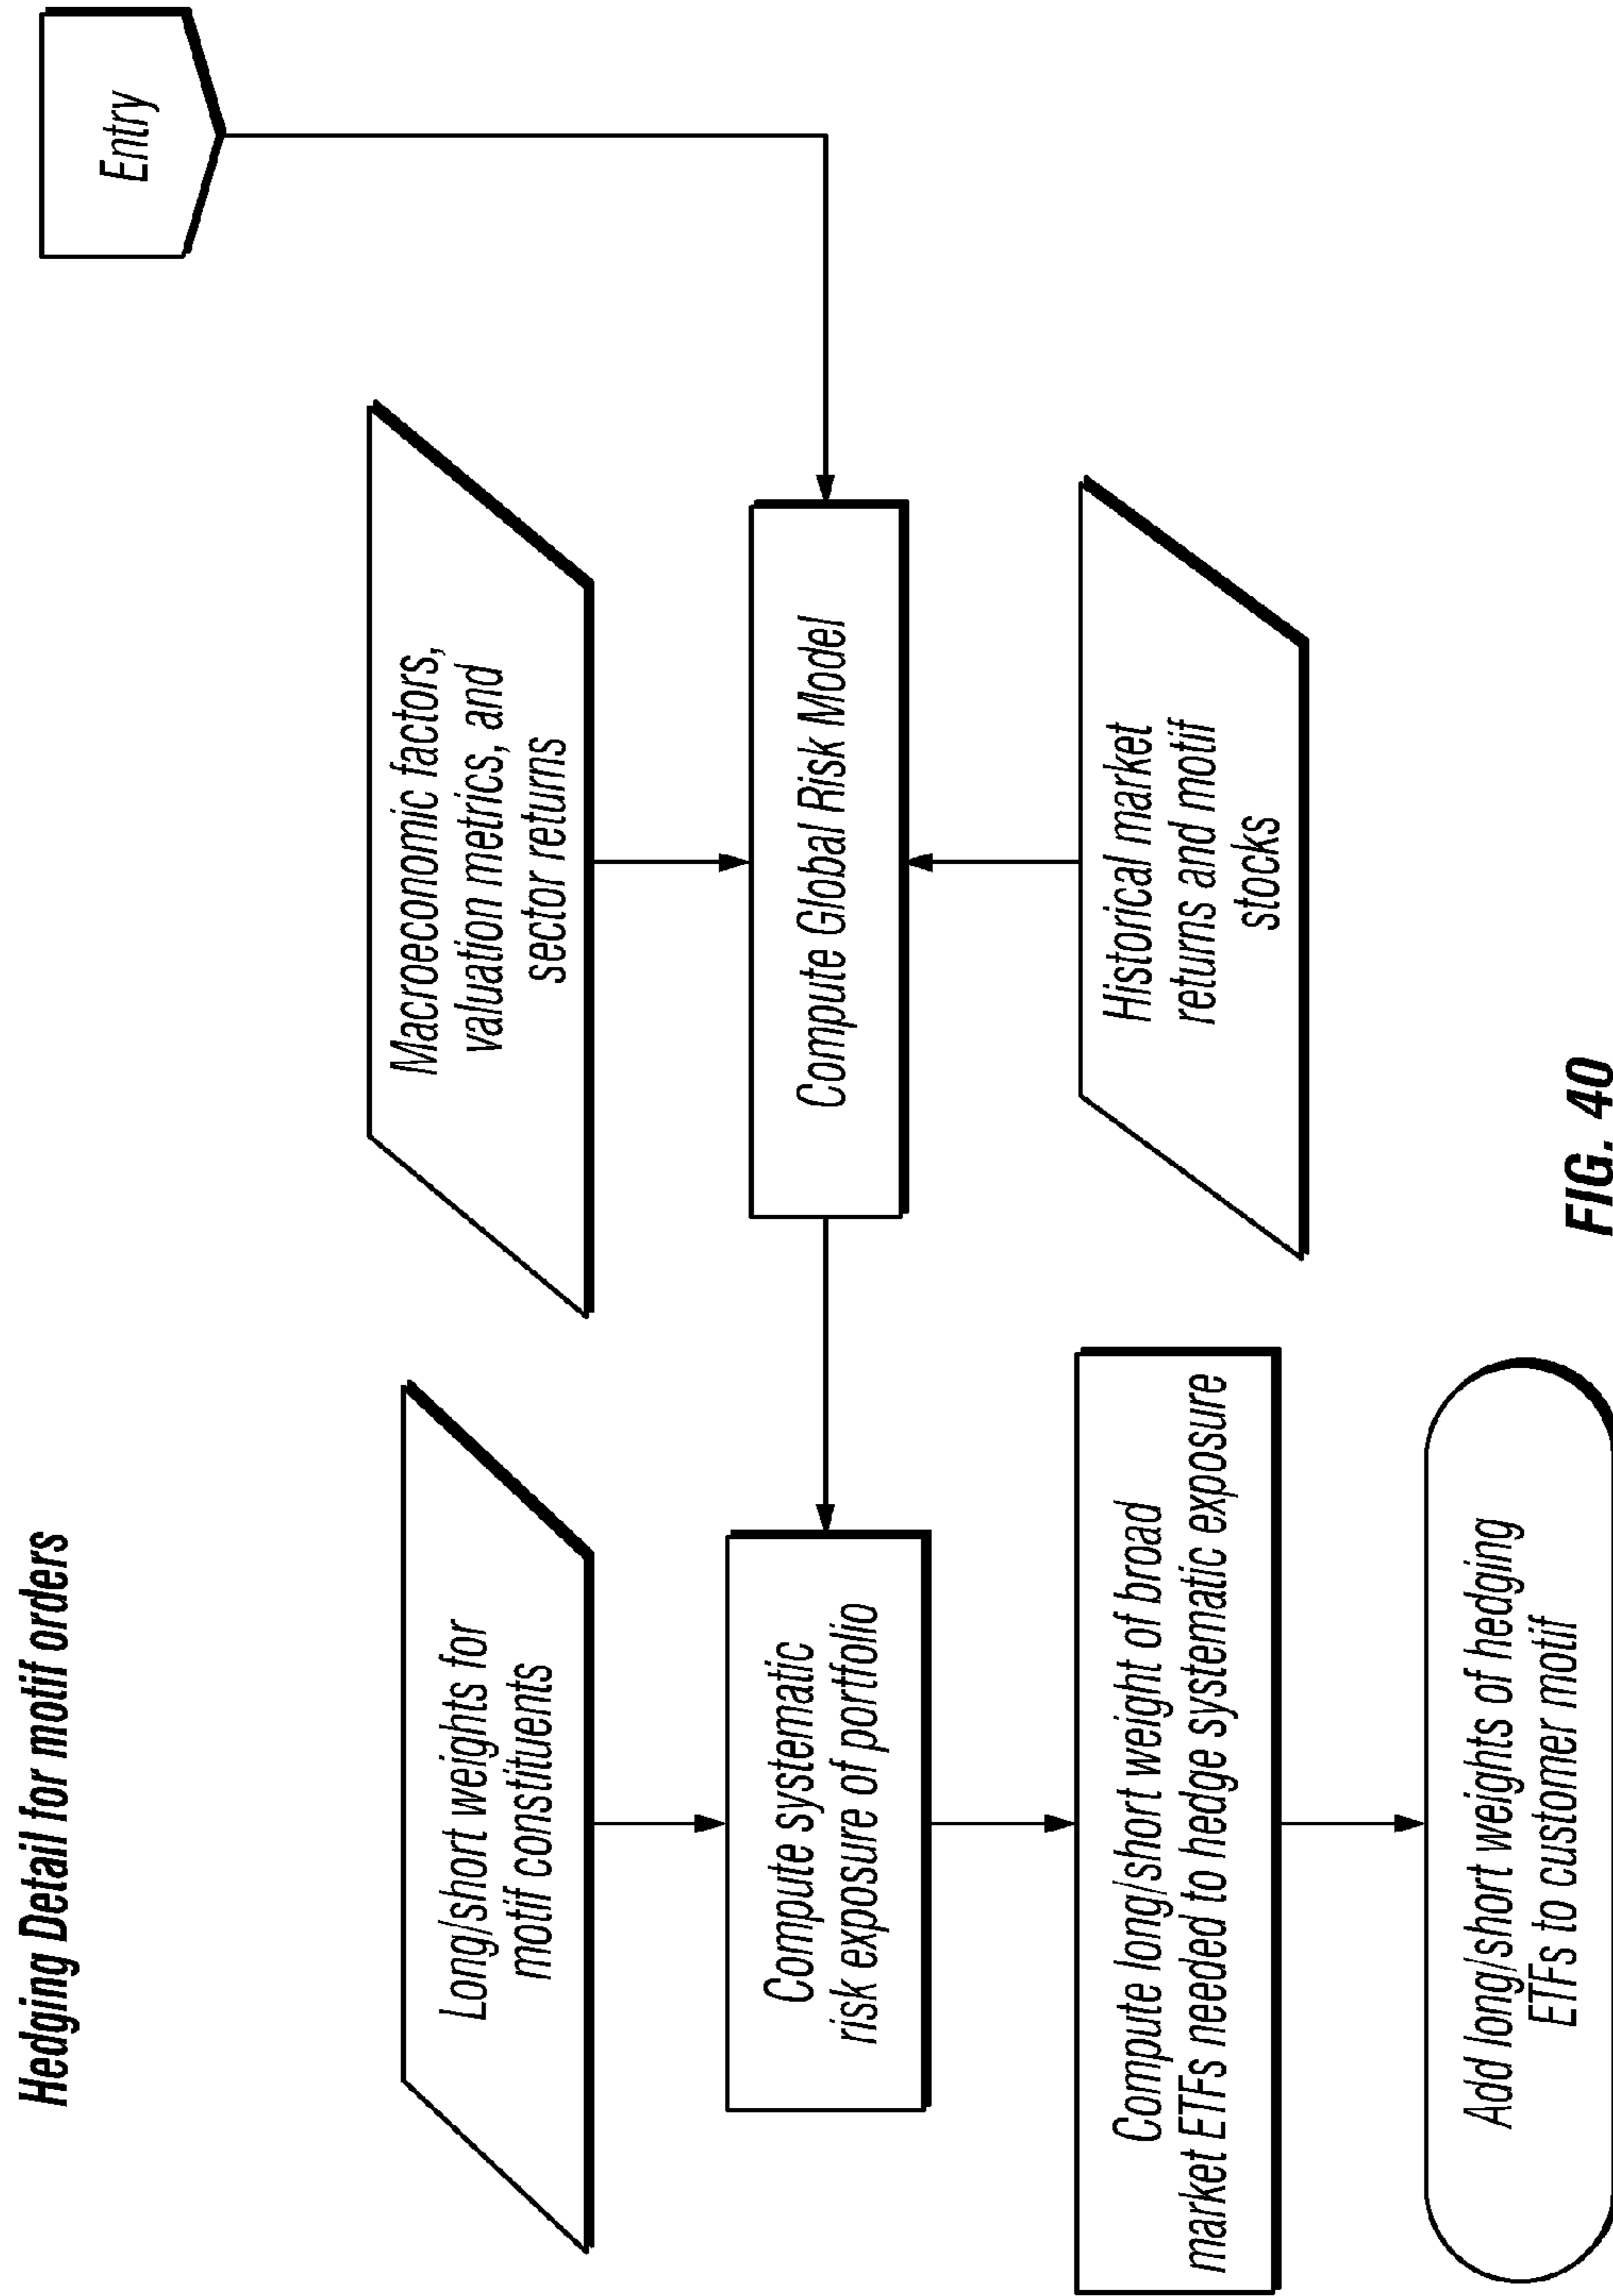 Hedging Detail for motif orders
Long/short weights for
motif constituents
Macroeconomic factors,
valuation metrics, and
sector returns
Entry
Compute systematic
risk exposure of portfolio
Compute Global Risk Model
Compute long/short weight of broad
market ETFs needed to hedge systematic exposure
Historical market
returns and motif
stocks
Add long/short weights of hedging
ETFs to customer motif
FIG. 40